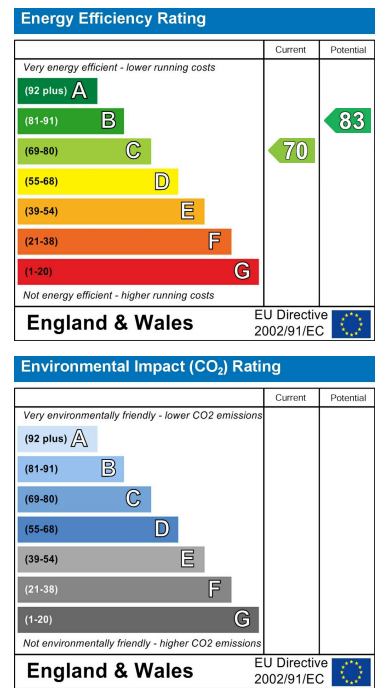 Energy Efficiency Rating
Current Potential
Very energy efficient - lower running costs
(92 plus) A
(81-91) B 83
(69-80) C 70
(55-68) D
(39-54) E
(21-38) F
(1-20) G
Not energy efficient - higher running costs
England & Wales EU Directive 2002/91/EC
Environmental Impact (CO₂) Rating
Current Potential
Very environmentally friendly - lower CO2 emissions
(92 plus) A
(81-91) B
(69-80) C
(55-68) D
(39-54) E
(21-38) F
(1-20) G
Not environmentally friendly - higher CO2 emissions
England & Wales EU Directive 2002/91/EC